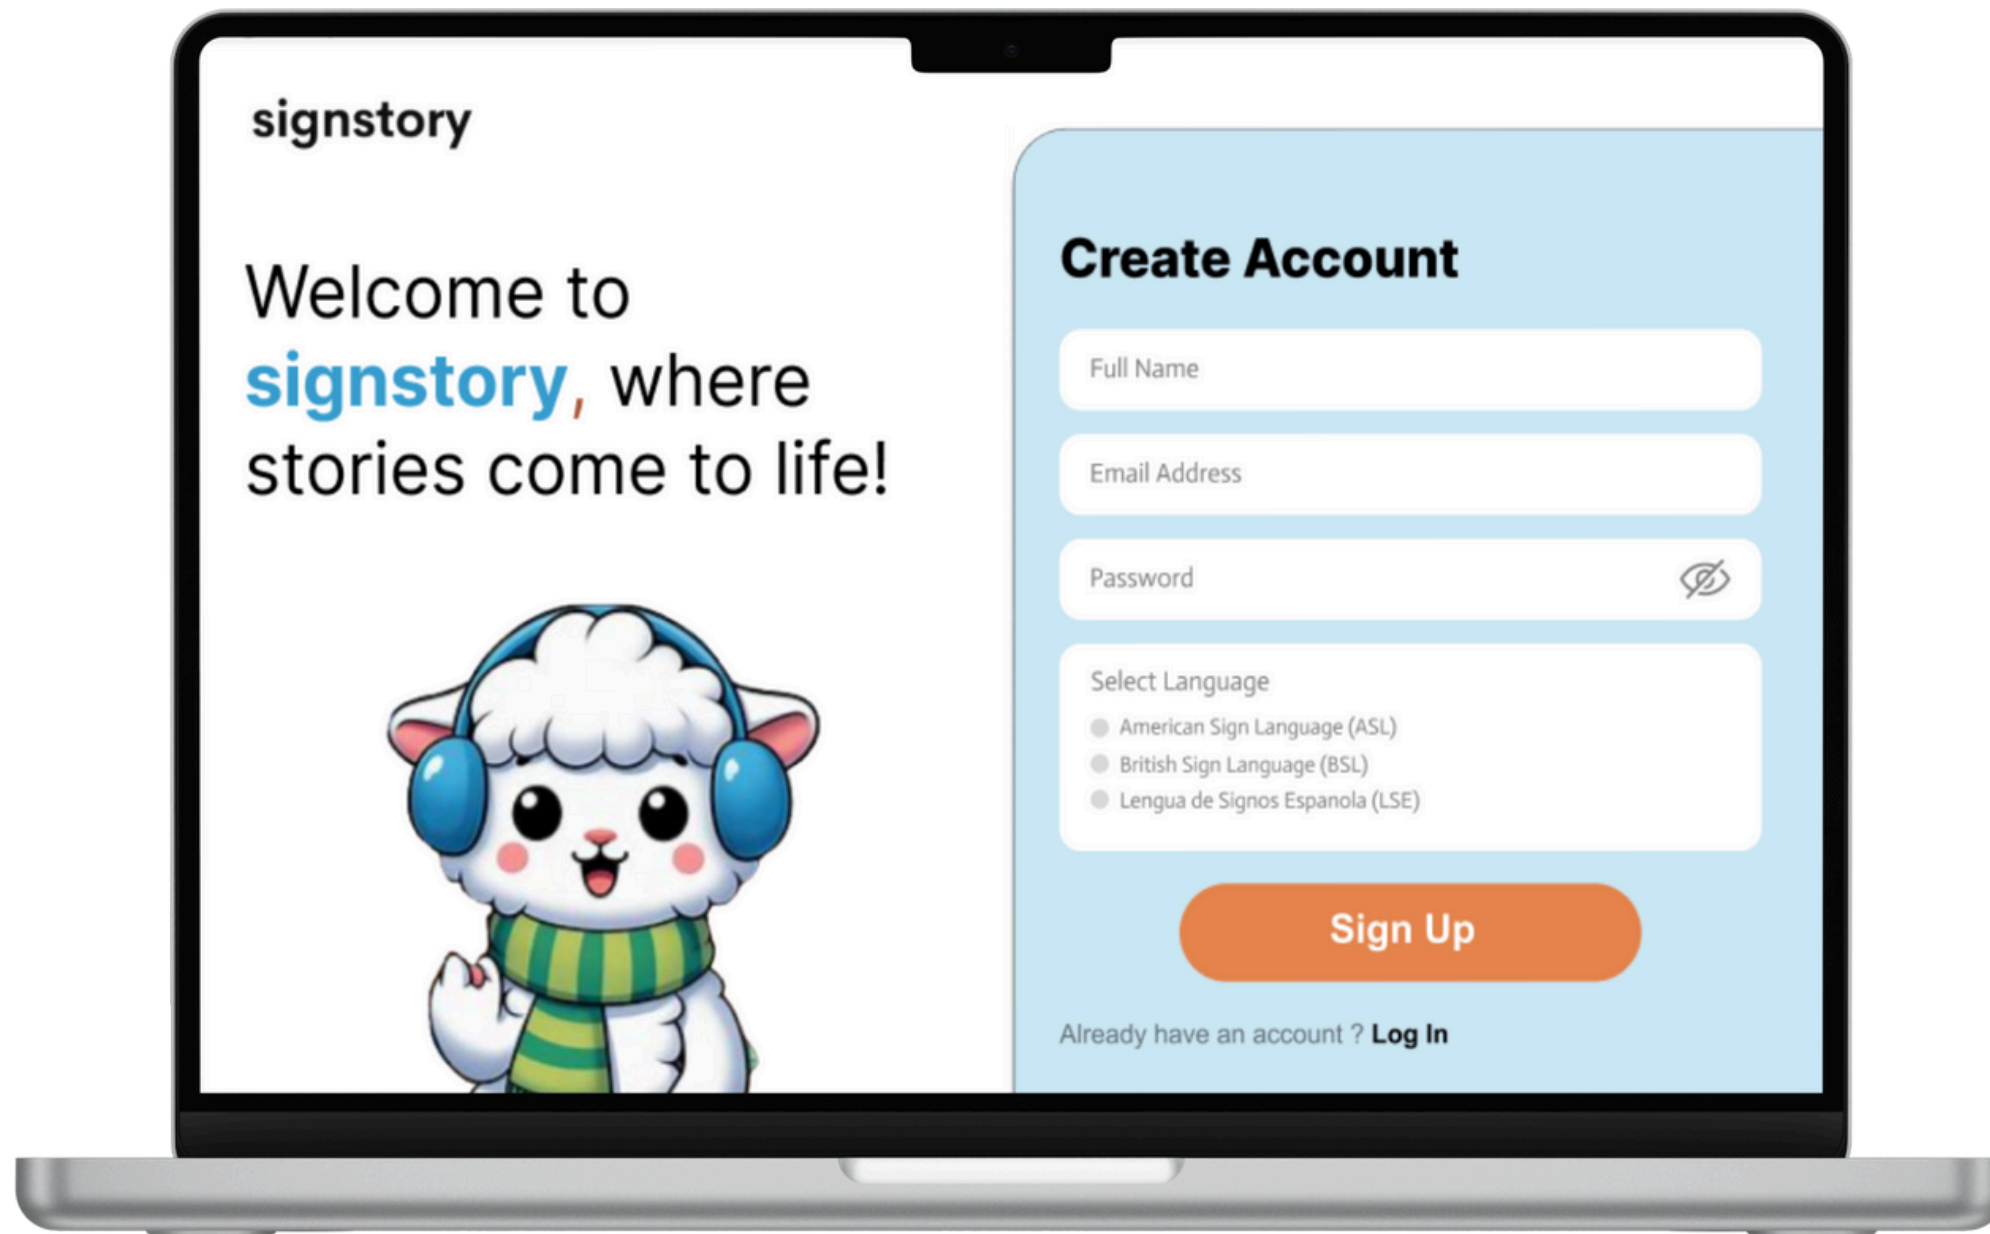 signstory
Welcome to
signstory, where
stories come to life!
Create Account
Full Name
Email Address
Password
Select Language
American Sign Language (ASL)
British Sign Language (BSL)
Lengua de Signos Espanola (LSE)
Sign Up
Already have an account ? Log In